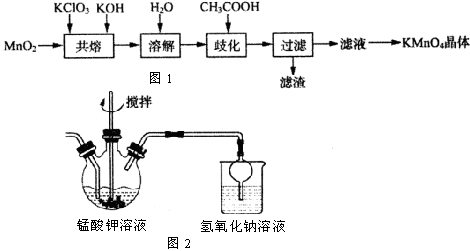 KClO₃ KOH H₂O CH₃COOH
MnO₂ 共熔 溶解 歧化 过滤 滤液 KMnO₄晶体
滤渣
图1
搅拌
锰酸钾溶液 氢氧化钠溶液
图2